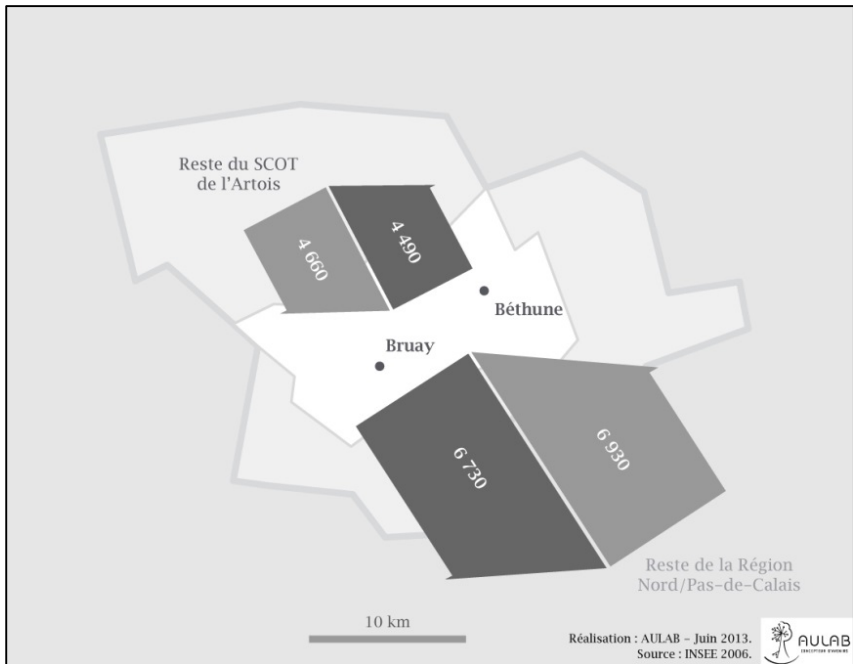 Reste du SCOT
de l'Artois
4 660
4 490
Béthune
Bruay
6 730
6 930
Reste de la Région
Nord/Pas-de-Calais
10 km
Réalisation : AULAB - Juin 2013.
Source : INSEE 2006.
AULAB